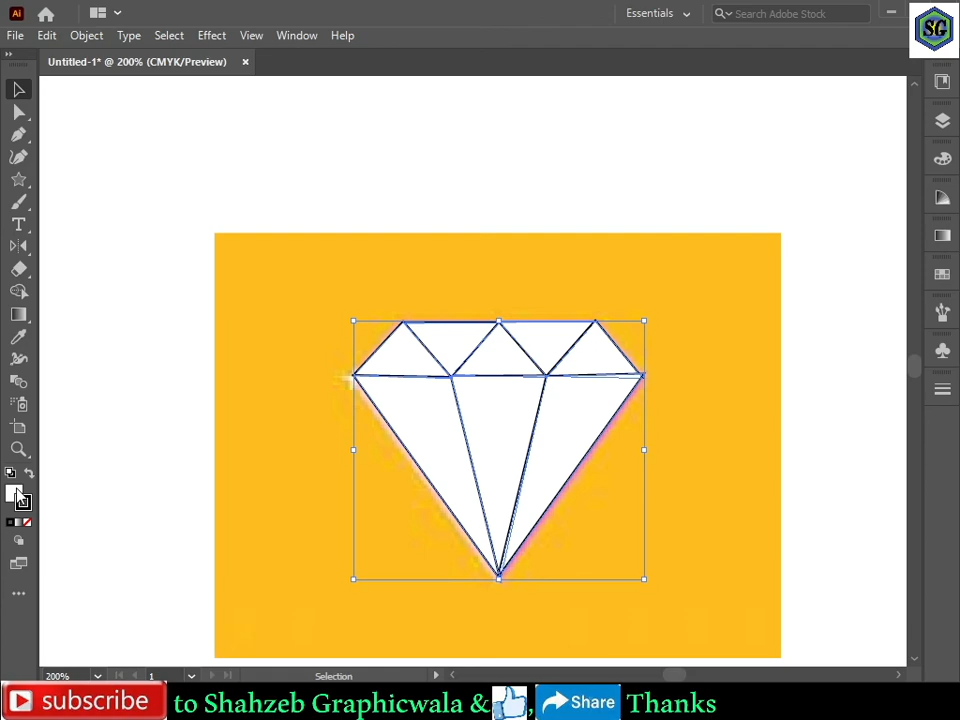 Ai
Essentials
Search Adobe Stock
SG
File Edit Object Type Select Effect View Window Help
Untitled-1* @ 200% (CMYK/Preview) ×
T
200%
1
Selection
subscribe to Shahzeb Graphicwala & , Share Thanks